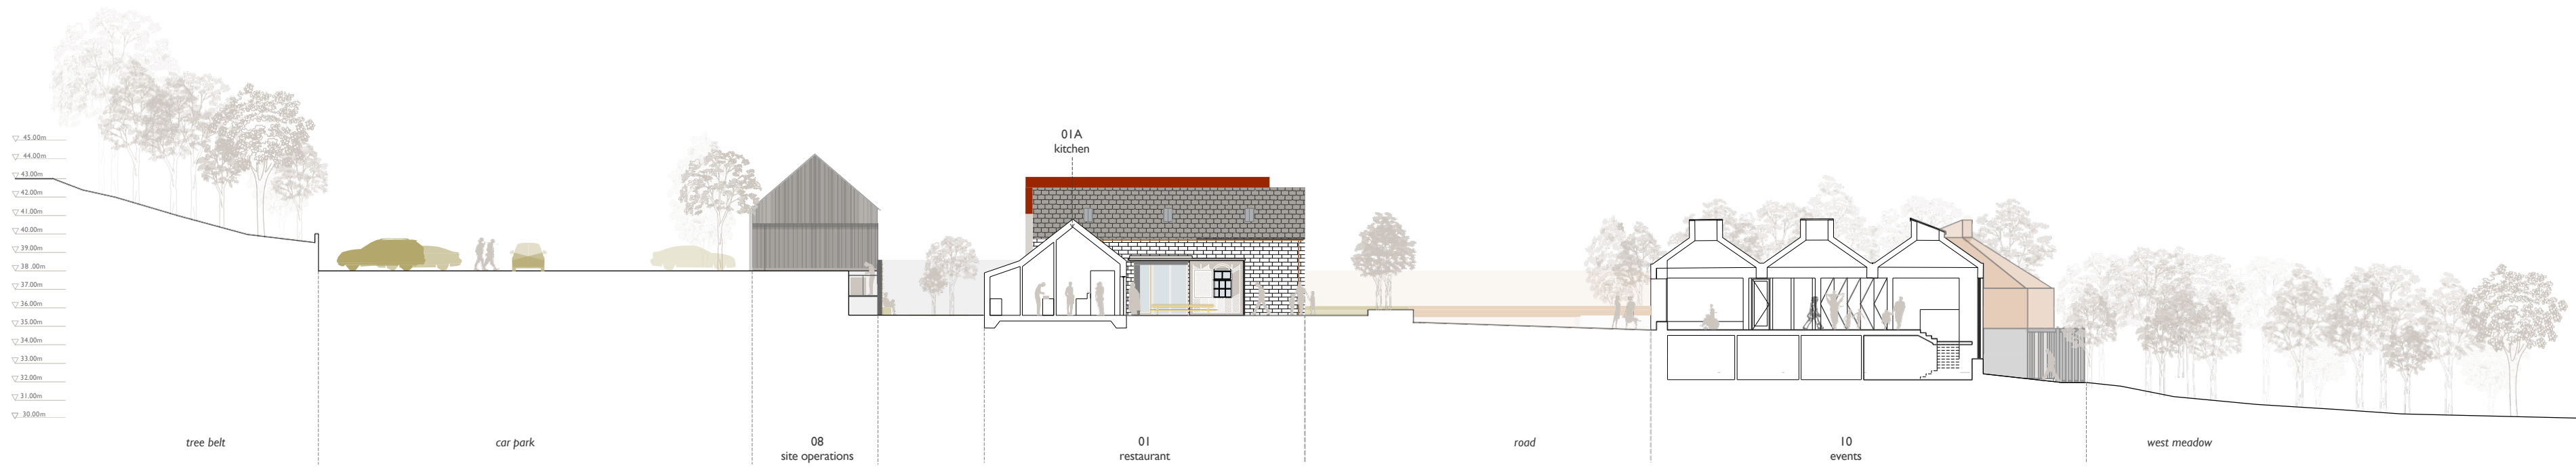 01A
kitchen
45.00m
44.00m
43.00m
42.00m
41.00m
40.00m
39.00m
38 .00m
37.00m
36.00m
35.00m
34.00m
33.00m
32.00m
31.00m
30.00m
tree belt
car park
08
site operations
01
restaurant
road
10
events
west meadow